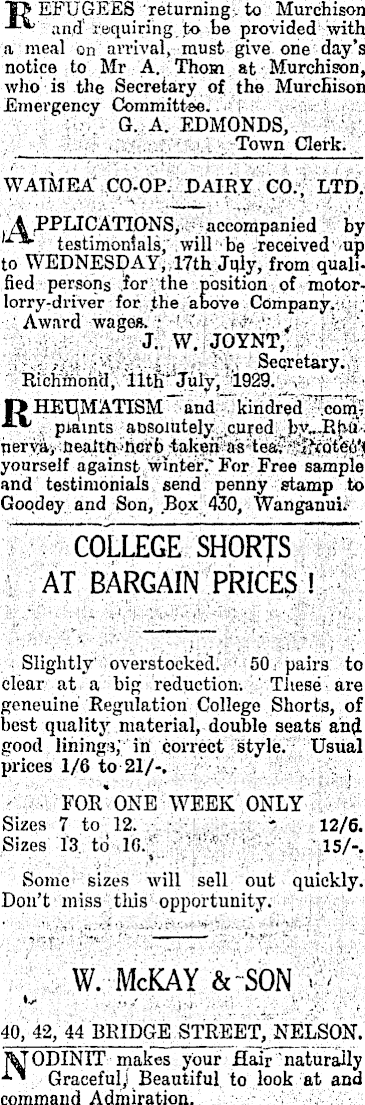 REFUGEES returning to Murchison
and requiring to be provided with
a meal on arrival, must give one day's
notice to Mr A. Thom at Murchison,
who is the Secretary of the Murchison
Emergency Committee.
G. A. EDMONDS,
Town Clerk.
WAIMEA CO-OP. DAIRY CO., LTD.
APPLICATIONS, accompanied by
testimonials, will be received up
to WEDNESDAY, 17th July, from quali-
fied persons for the position of motor-
lorry-driver for the above Company.
Award wages.
J. W. JOYNT,
Secretary.
Richmond, 11th July, 1929.
RHEUMATISM and kindred com-
plaints absolutely cured by Rhu-
nerva, health herb taken as tea. Protect
yourself against winter. For Free sample
and testimonials send penny stamp to
Goodey and Son, Box 430, Wanganui.
COLLEGE SHORTS
AT BARGAIN PRICES!
Slightly overstocked. 50 pairs to
clear at a big reduction. These are
geneuine Regulation College Shorts, of
best quality material, double seats and
good linings, in correct style. Usual
prices 1/6 to 21/-.
FOR ONE WEEK ONLY
Sizes 7 to 12. 12/6.
Sizes 13 to 16. 15/-.
Some sizes will sell out quickly.
Don't miss this opportunity.
W. McKAY & SON
40, 42, 44 BRIDGE STREET, NELSON.
NODINIT makes your Hair naturally
Graceful, Beautiful to look at and
command Admiration.